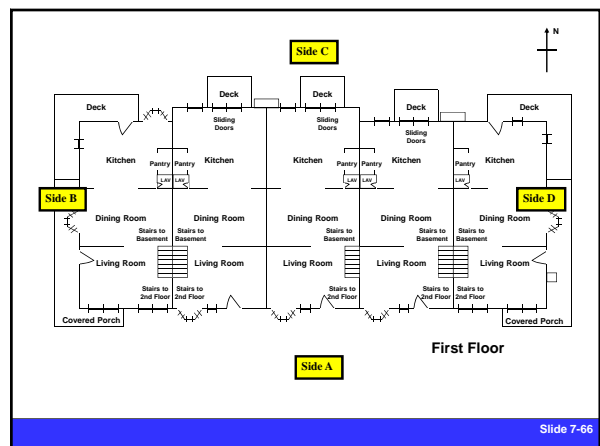 Side C
N
Deck
Deck
Deck
Deck
Deck
Sliding
Doors
Sliding
Doors
Sliding
Doors
Kitchen
Kitchen
Kitchen
Kitchen
Kitchen
Pantry
Pantry
Pantry
Pantry
Pantry
LAV
LAV
LAV
LAV
LAV
Side B
Side D
Dining Room
Dining Room
Dining Room
Dining Room
Dining Room
Stairs to
Basement
Stairs to
Basement
Stairs to
Basement
Stairs to
Basement
Stairs to
Basement
Living Room
Living Room
Living Room
Living Room
Living Room
Stairs to
2nd Floor
Stairs to
2nd Floor
Stairs to
2nd Floor
Stairs to
2nd Floor
Stairs to
2nd Floor
Covered Porch
Covered Porch
First Floor
Side A
Slide 7-66